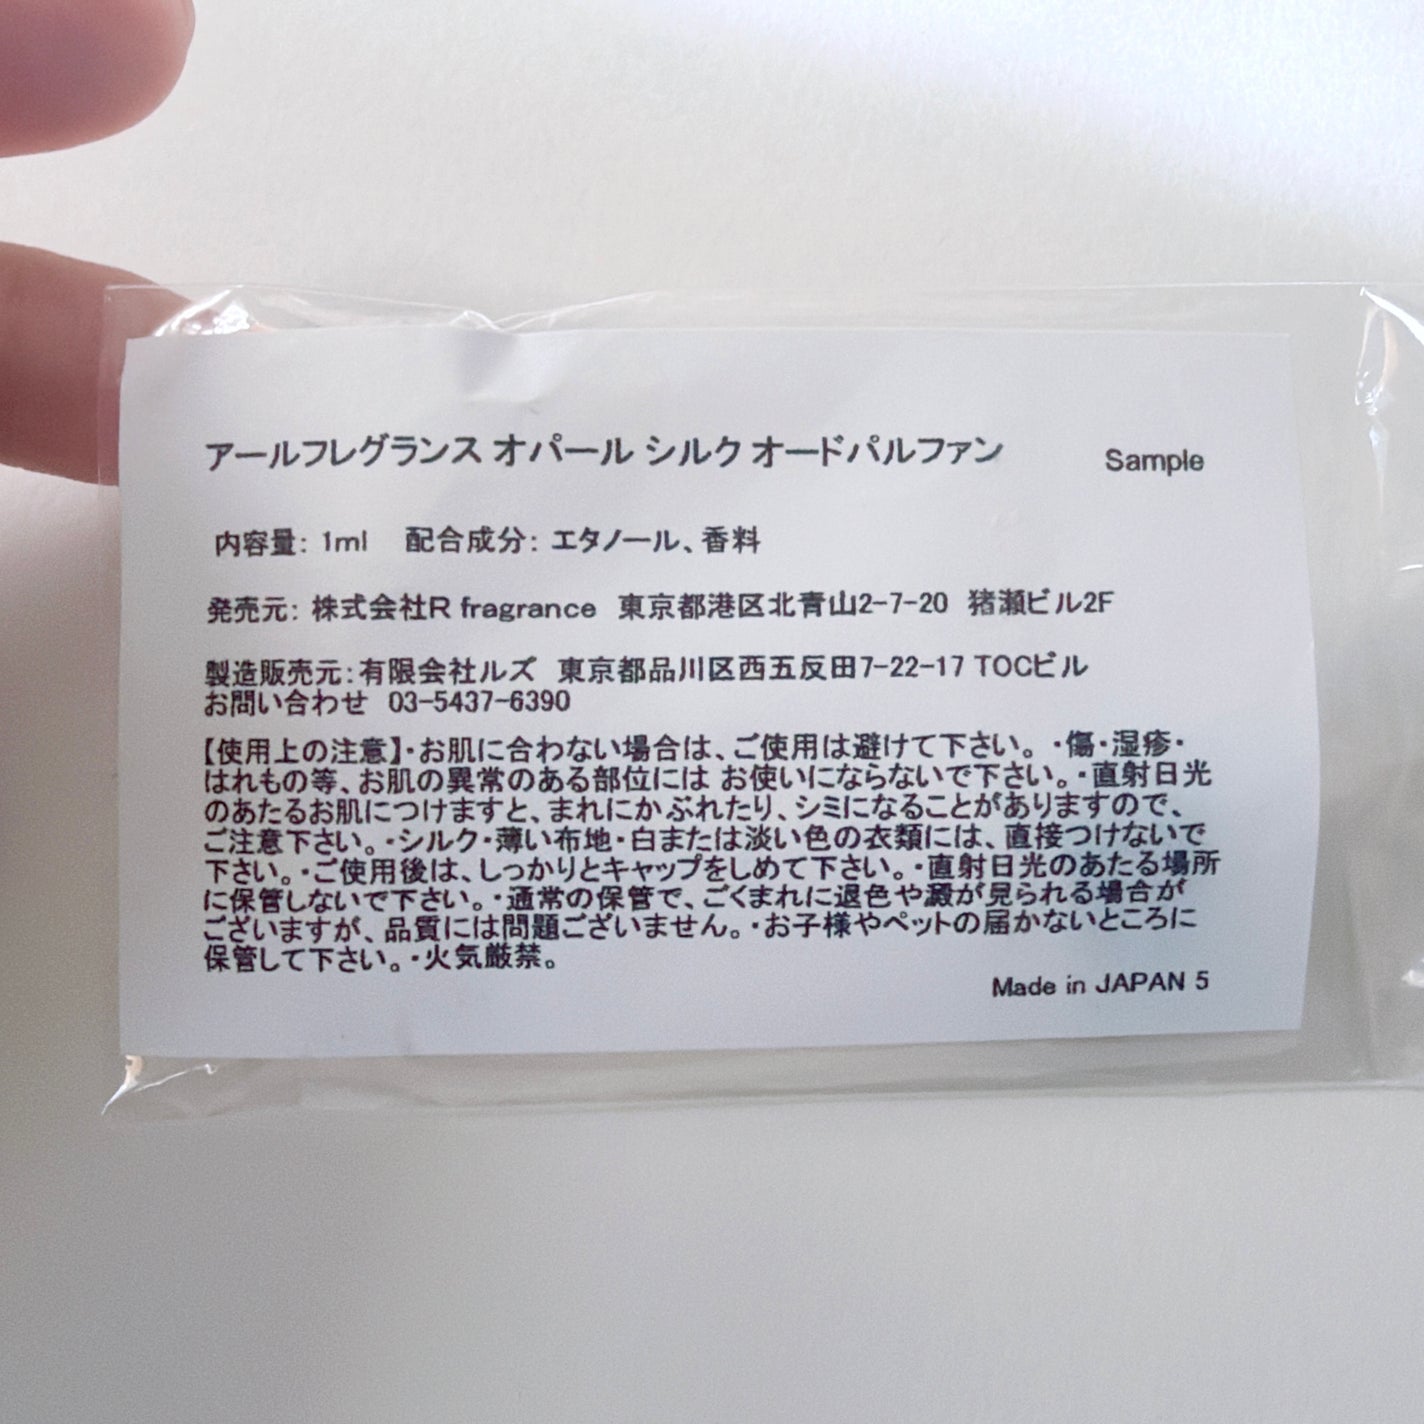 アールフレグランス オパール シルク オードパルファン Sample
内容量: 1ml 配合成分: エタノール、香料
発売元: 株式会社R fragrance 東京都港区北青山2-7-20 猪瀬ビル2F
製造販売元:有限会社ルズ 東京都品川区西五反田7-22-17 TOCビル
お問い合わせ 03-5437-6390
【使用上の注意】・お肌に合わない場合は、ご使用は避けて下さい。・傷・湿疹・
はれもの等、お肌の異常のある部位には お使いにならないで下さい。・直射日光
のあたるお肌につけますと、まれにかぶれたり、シミになることがありますので、
ご注意下さい。・シルク・薄い布地・白または淡い色の衣類には、直接つけないで
下さい。・ご使用後は、しっかりとキャップをしめて下さい。・直射日光のあたる場所
に保管しないで下さい。・通常の保管で、ごくまれに退色や澱が見られる場合が
ございますが、品質には問題ございません。・お子様やペットの届かないところに
保管して下さい。・火気厳禁。
Made in JAPAN 5